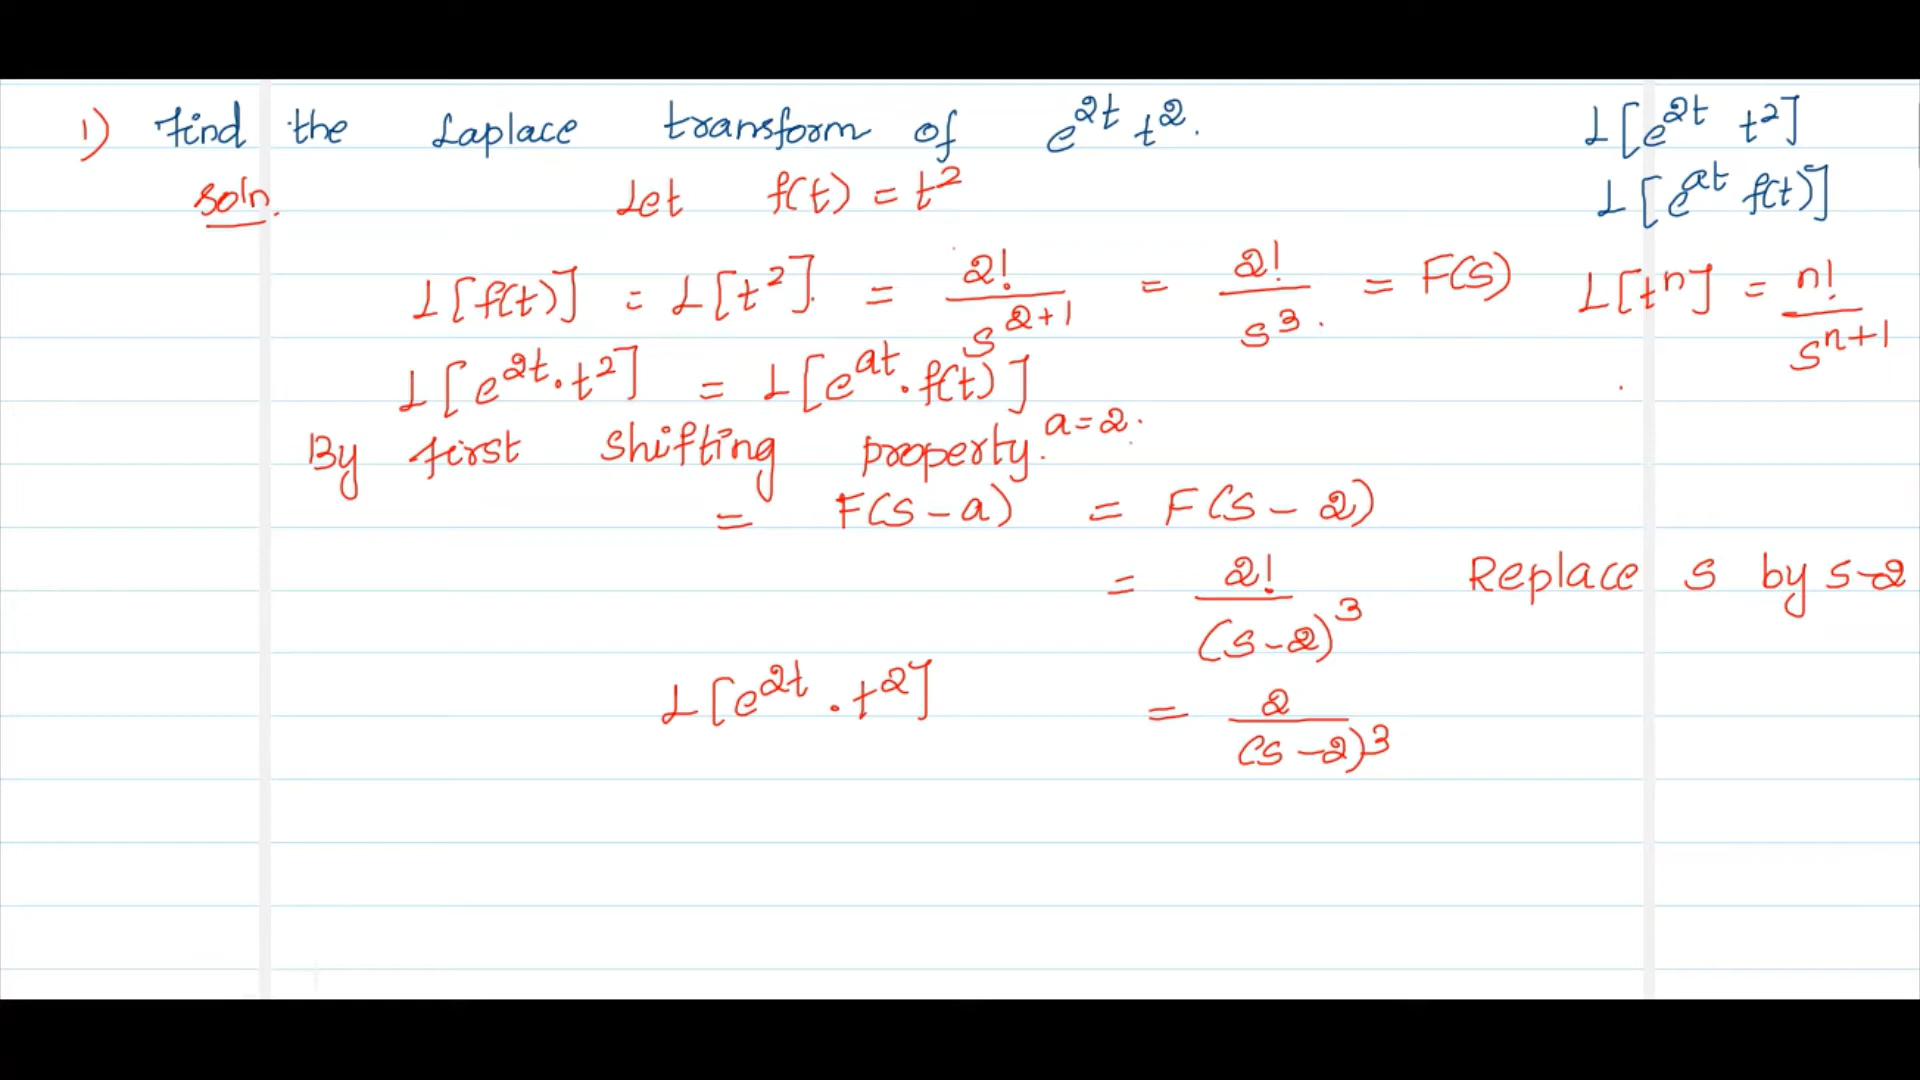 1) Find the Laplace transform of e^{2t} t^2. L[e^{2t} t^2]
soln. Let f(t) = t^2 L[e^{at} f(t)]
L[f(t)] = L[t^2]. = 2!/s^{2+1} = 2!/s^3. = F(s) L[t^n] = n!/s^{n+1}
L[e^{2t}.t^2] = L[e^{at}.f(t)]
By first shifting property. a=2.
= F(s-a) = F(s-2)
= 2!/(s-2)^3 Replace s by s-2
L[e^{2t}.t^2] = 2/(s-2)^3